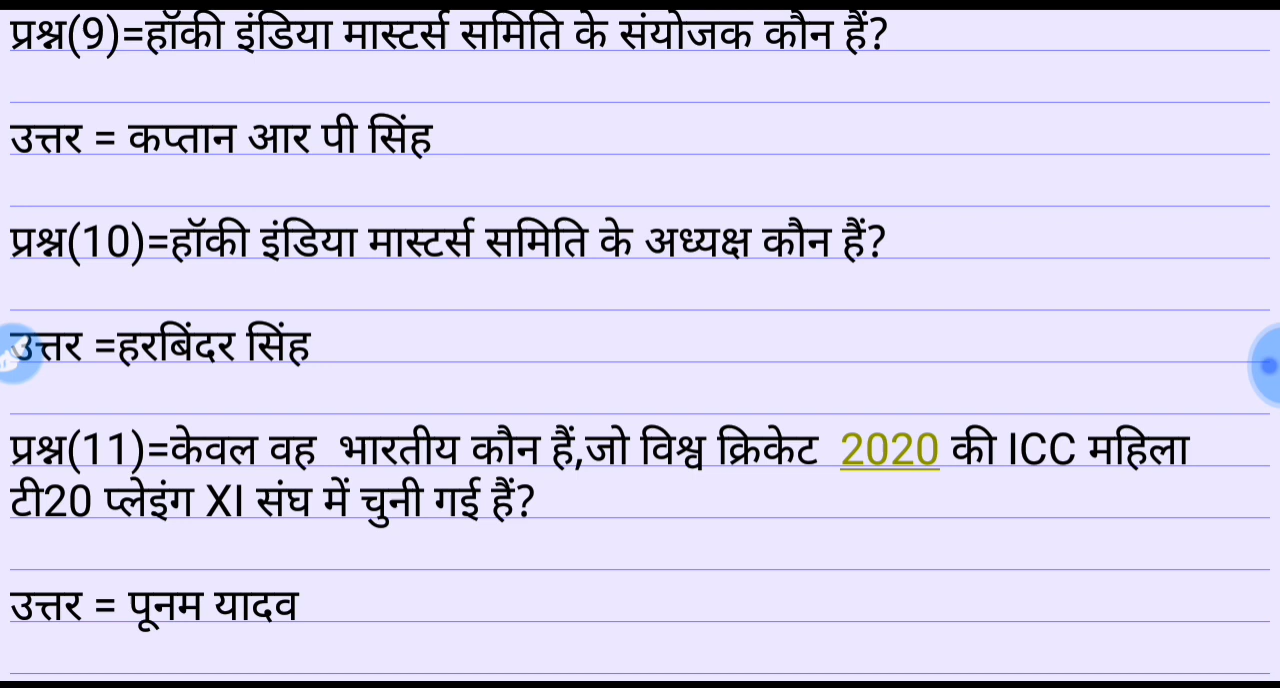 प्रश्न(9)=हॉकी इंडिया मास्टर्स समिति के संयोजक कौन हैं?
उत्तर = कप्तान आर पी सिंह
प्रश्न(10)=हॉकी इंडिया मास्टर्स समिति के अध्यक्ष कौन हैं?
उत्तर =हरबिंदर सिंह
प्रश्न(11)=केवल वह  भारतीय कौन हैं,जो विश्व क्रिकेट  2020 की ICC महिला
टी20 प्लेइंग XI संघ में चुनी गई हैं?
उत्तर = पूनम यादव